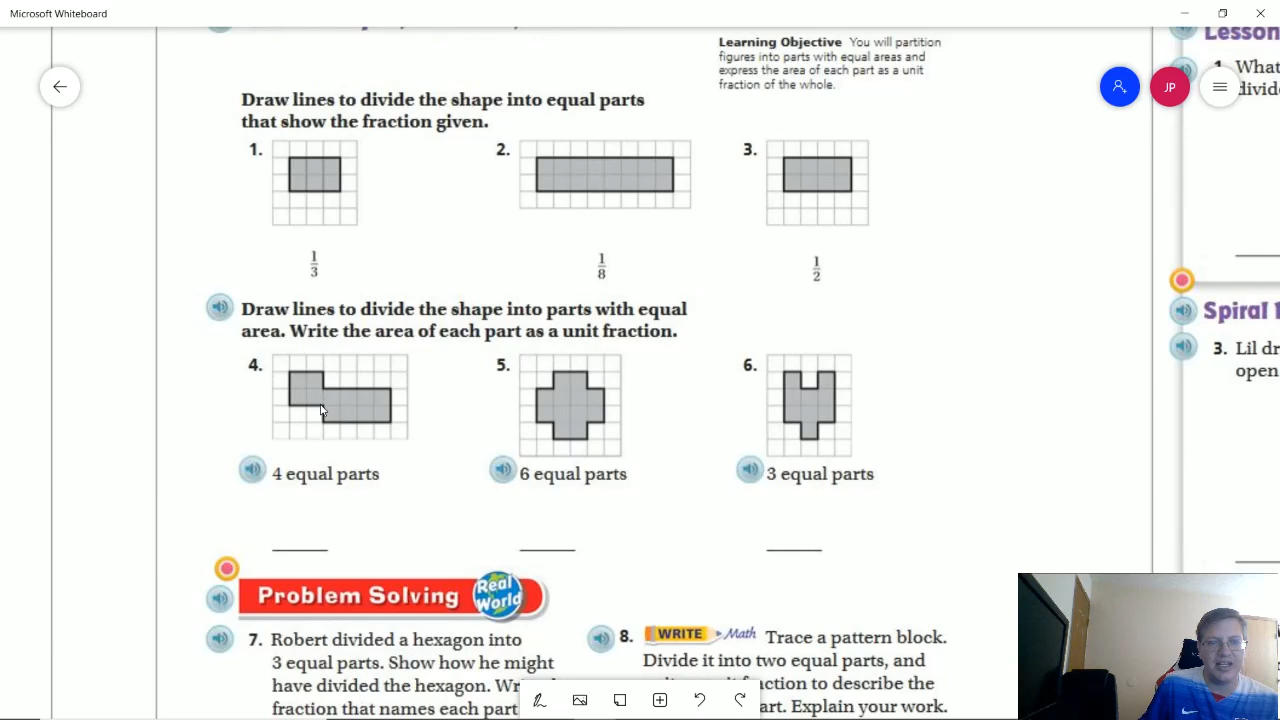 Microsoft Whiteboard
Learning Objective You will partition
figures into parts with equal areas and
express the area of each part as a unit
fraction of the whole.
Draw lines to divide the shape into equal parts
that show the fraction given.
1.
2.
3.
1/3
1/8
1/2
Draw lines to divide the shape into parts with equal
area. Write the area of each part as a unit fraction.
4.
5.
6.
4 equal parts
6 equal parts
3 equal parts
Problem Solving Real World
7. Robert divided a hexagon into
3 equal parts. Show how he might
have divided the hexagon.
fraction that names each part
8. WRITE Math Trace a pattern block.
Divide it into two equal parts, and
the
art. Explain your work.
JP
Lesson
1. What
divid
Spiral
3. Lil dr
open